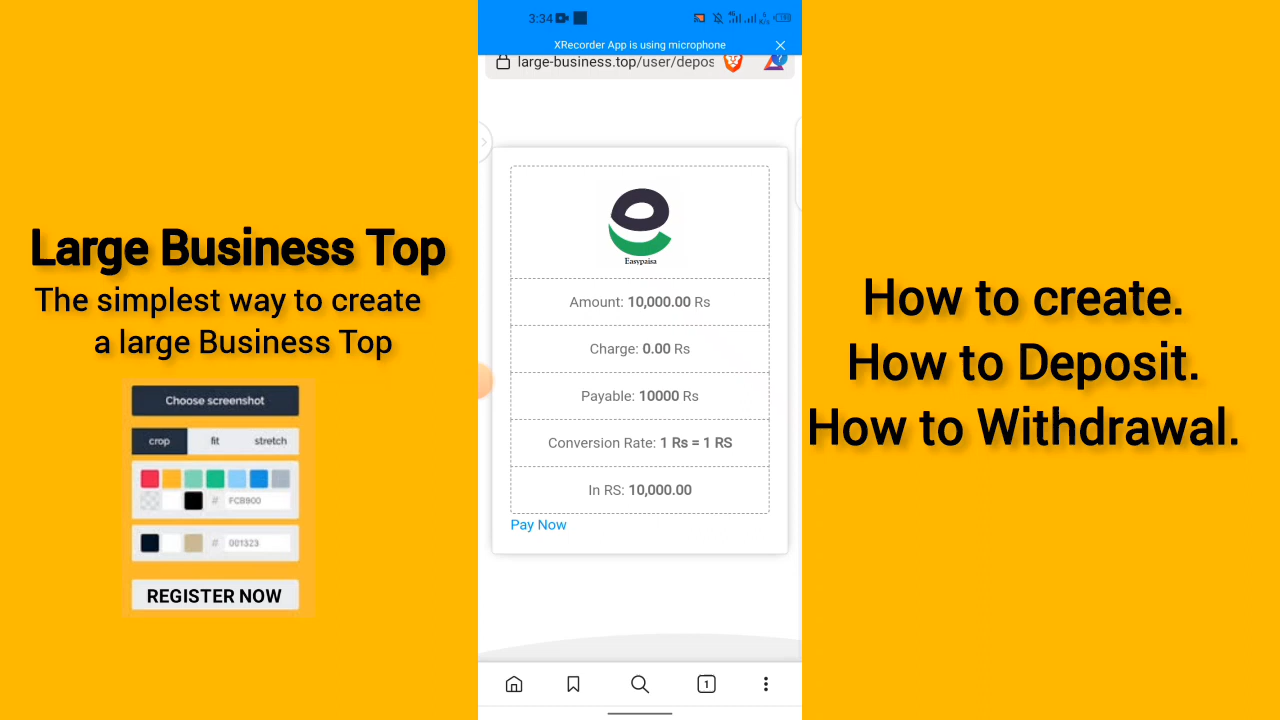 Large Business Top
The simplest way to create
a large Business Top
Choose screenshot
crop fit stretch
# FCB900
# 001323
REGISTER NOW
3:34
XRecorder App is using microphone
large-business.top/user/depos
Easypaisa
Amount: 10,000.00 Rs
Charge: 0.00 Rs
Payable: 10000 Rs
Conversion Rate: 1 Rs = 1 RS
In RS: 10,000.00
Pay Now
1
How to create.
How to Deposit.
How to Withdrawal.